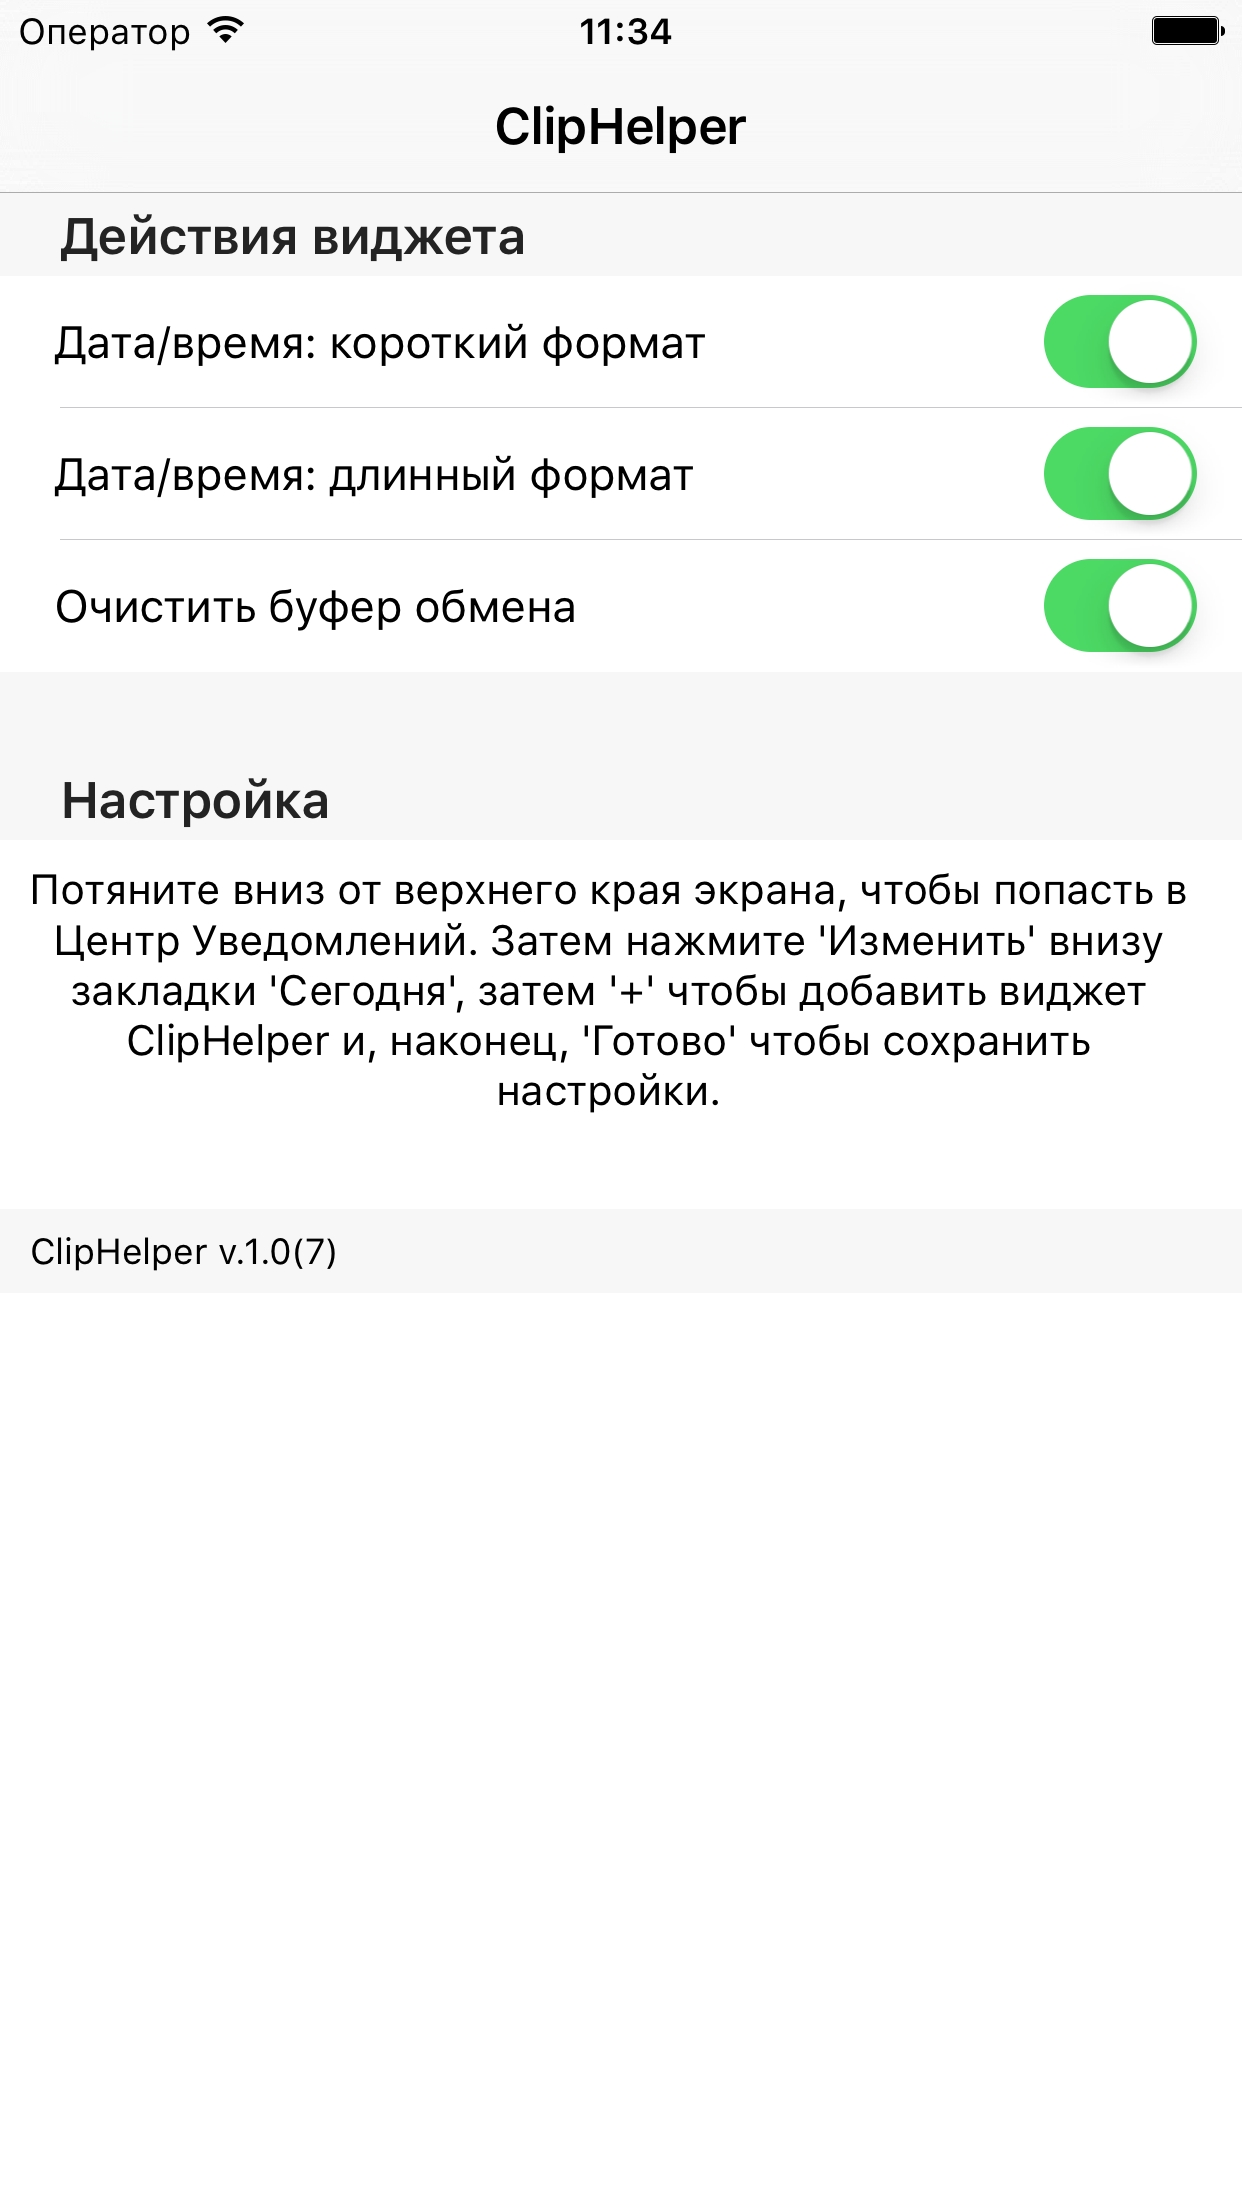 Оператор 11:34
ClipHelper
Действия виджета
Дата/время: короткий формат
Дата/время: длинный формат
Очистить буфер обмена
Настройка
Потяните вниз от верхнего края экрана, чтобы попасть в
Центр Уведомлений. Затем нажмите 'Изменить' внизу
закладки 'Сегодня', затем '+' чтобы добавить виджет
ClipHelper и, наконец, 'Готово' чтобы сохранить
настройки.
ClipHelper v.1.0(7)